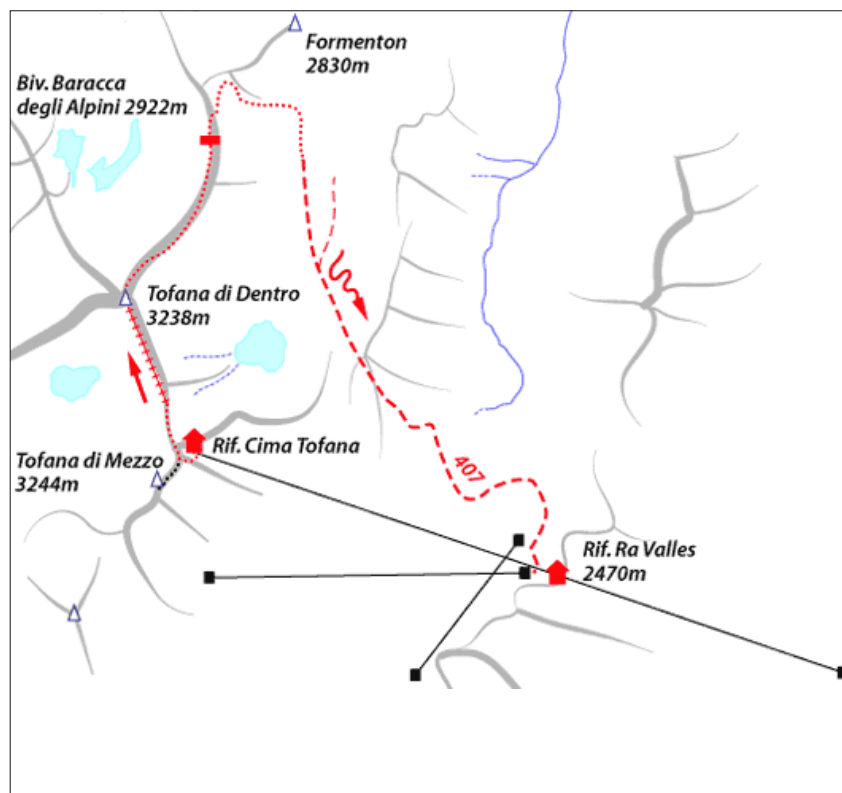 Formenton
2830m
Biv. Baracca
degli Alpini 2922m
Tofana di Dentro
3238m
Rif. Cima Tofana
Tofana di Mezzo
3244m
407
Rif. Ra Valles
2470m